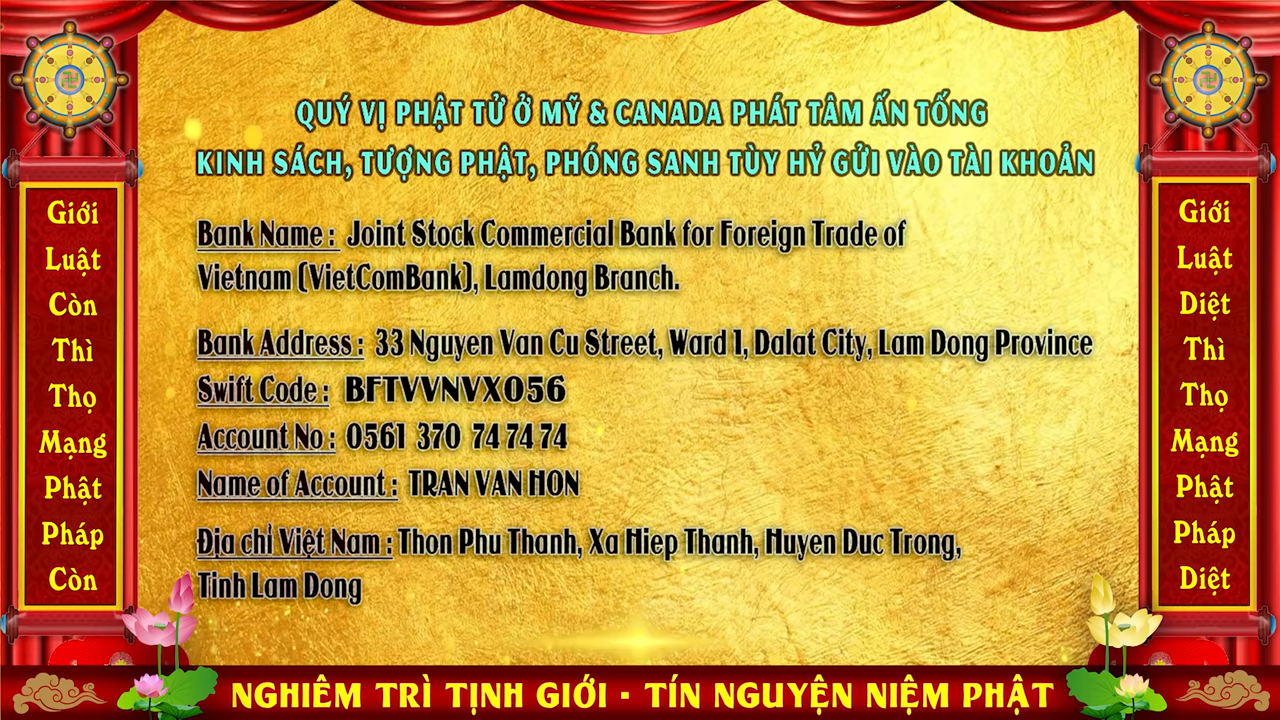 QUÝ VỊ PHẬT TỬ Ở MỸ & CANADA PHÁT TÂM ẤN TỐNG
KINH SÁCH, TƯỢNG PHẬT, PHÓNG SANH TÙY HỶ GỬI VÀO TÀI KHOẢN
Bank Name : Joint Stock Commercial Bank for Foreign Trade of
Vietnam (VietComBank), Lamdong Branch.
Bank Address : 33 Nguyen Van Cu Street, Ward 1, Dalat City, Lam Dong Province
Swift Code : BFTVVNVX056
Account No : 0561 370 74 74 74
Name of Account : TRAN VAN HON
Địa chỉ Việt Nam : Thon Phu Thanh, Xa Hiep Thanh, Huyen Duc Trong,
Tinh Lam Dong
Giới
Luật
Còn
Thì
Thọ
Mạng
Phật
Pháp
Còn
Giới
Luật
Diệt
Thì
Thọ
Mạng
Phật
Pháp
Diệt
NGHIÊM TRÌ TỊNH GIỚI - TÍN NGUYỆN NIỆM PHẬT